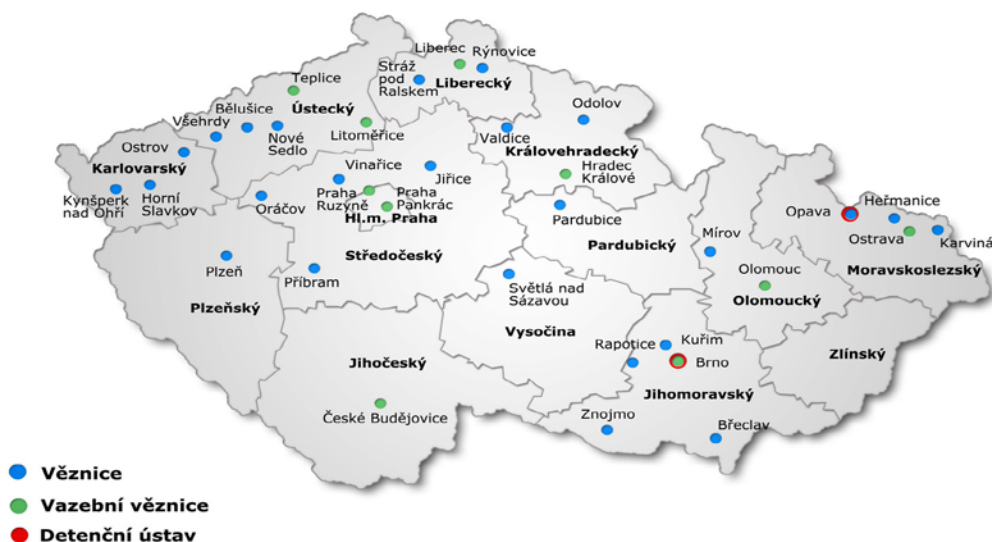 Liberec
Rýnovice
Stráž
pod
Ralskem
Liberecký
Teplice
Ústecký
Odolov
Bělušice
Všehrdy
Nové
Sedlo
Litoměřice
Valdice
Královehradecký
Ostrov
Karlovarský
Vinařice
Jiřice
Hradec
Králové
Kynšperk
nad Ohří
Horní
Slavkov
Oráčov
Praha
Ruzyně
Praha
Pankrác
Hl.m. Praha
Pardubice
Pardubický
Mírov
Opava
Heřmanice
Ostrava
Karviná
Moravskoslezský
Plzeň
Plzeňský
Příbram
Středočeský
Světlá nad
Sázavou
Vysočina
Olomouc
Olomoucký
Zlínský
Rapotice
Kuřim
Brno
Jihomoravský
Jihočeský
České Budějovice
Znojmo
Břeclav
Věznice
Vazební věznice
Detenční ústav